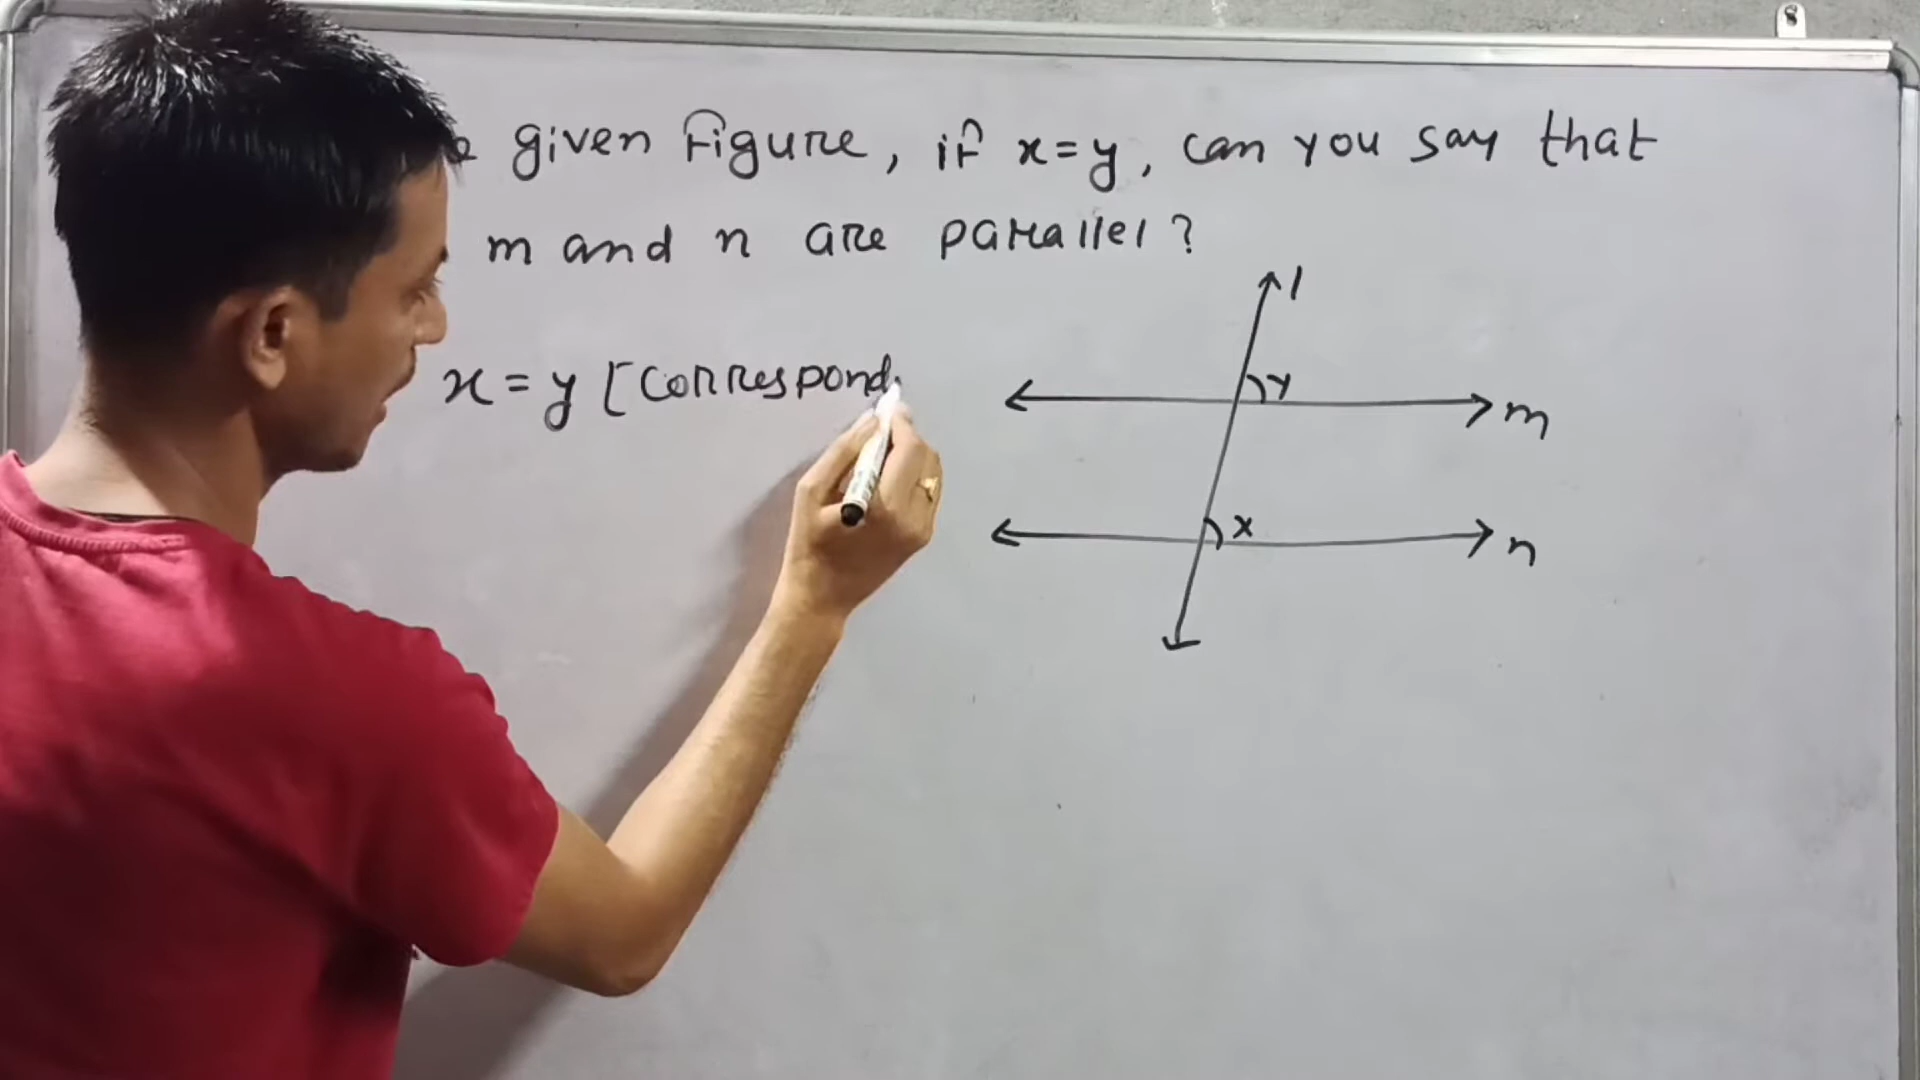 given Figure, if x=y, can you say that
m and n are parallel?
l
x=y [Correspond
y
m
x
n